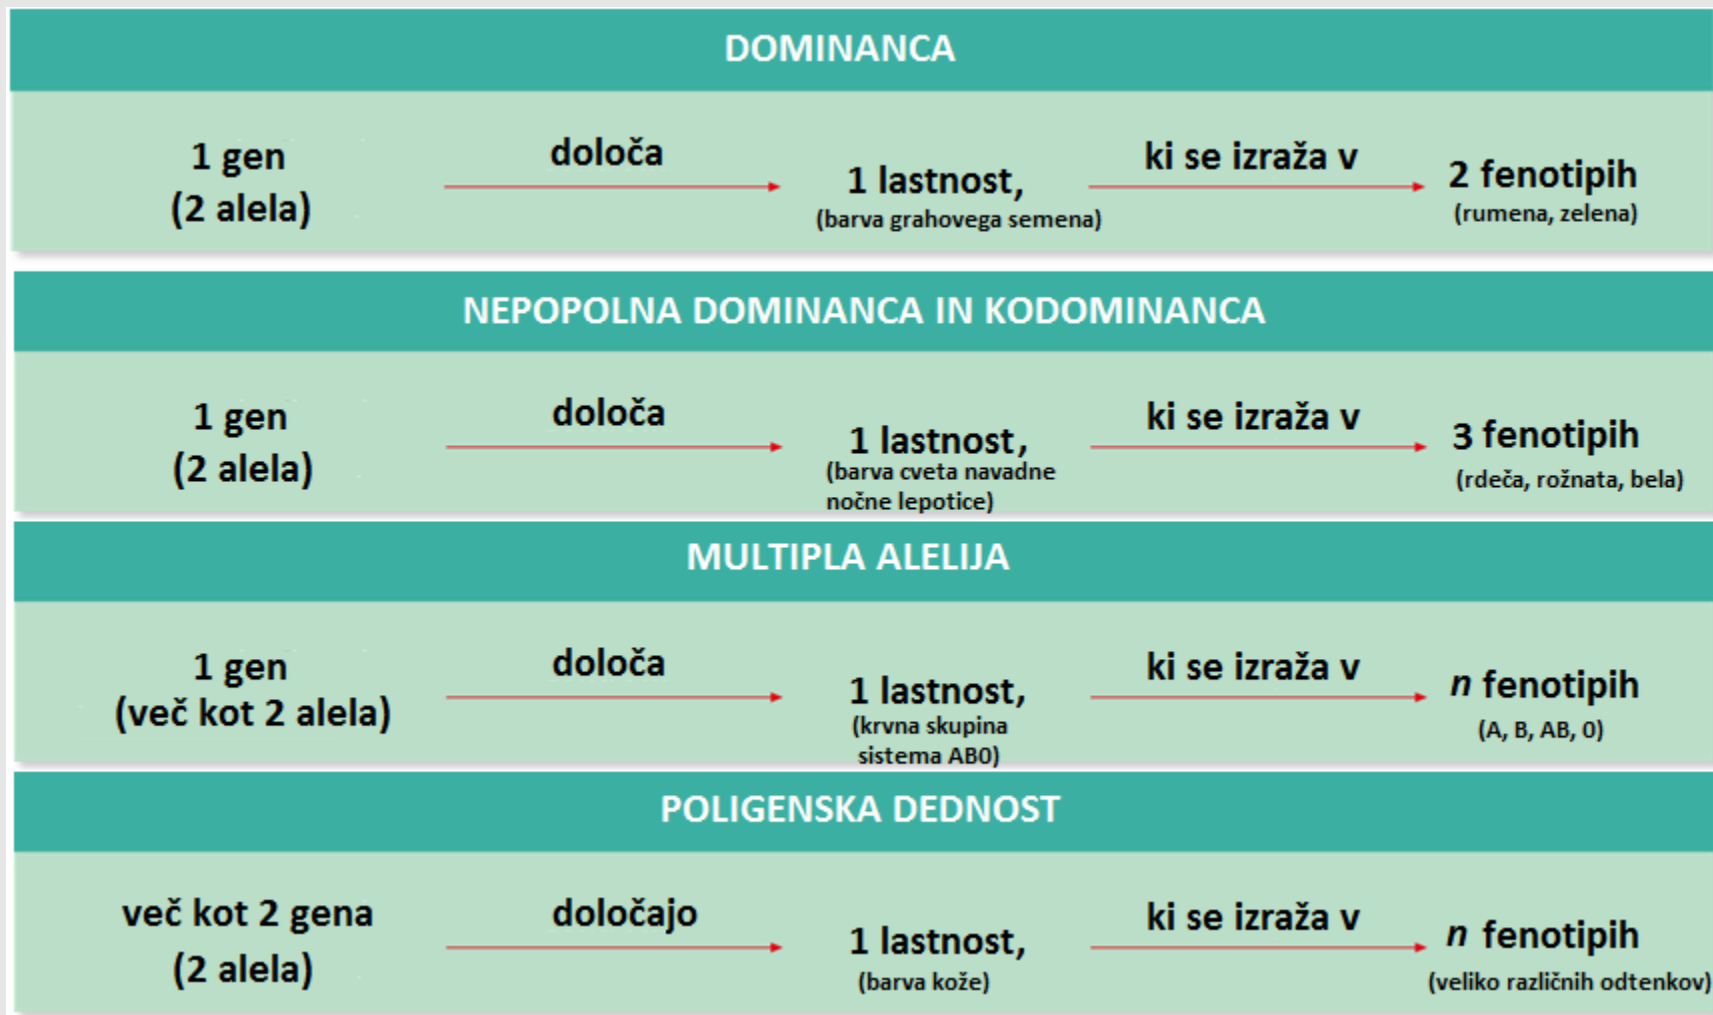 DOMINANCA
1 gen
(2 alela)
določa
1 lastnost,
(barva grahovega semena)
ki se izraža v
2 fenotipih
(rumena, zelena)
NEPOPOLNA DOMINANCA IN KODOMINANCA
1 gen
(2 alela)
določa
1 lastnost,
(barva cveta navadne
nočne lepotice)
ki se izraža v
3 fenotipih
(rdeča, rožnata, bela)
MULTIPLA ALELIJA
1 gen
(več kot 2 alela)
določa
1 lastnost,
(krvna skupina
sistema AB0)
ki se izraža v
n fenotipih
(A, B, AB, 0)
POLIGENSKA DEDNOST
več kot 2 gena
(2 alela)
določajo
1 lastnost,
(barva kože)
ki se izraža v
n fenotipih
(veliko različnih odtenkov)